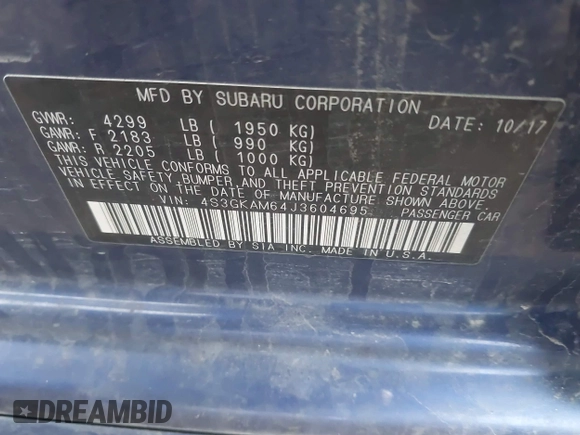 MFD BY SUBARU CORPORATION
GVWR: 4299 LB ( 1950 KG) DATE: 10/17
GAWR: F 2183 LB ( 990 KG)
GAWR: R 2205 LB ( 1000 KG)
THIS VEHICLE CONFORMS TO ALL APPLICABLE FEDERAL MOTOR
VEHICLE SAFETY,BUMPER,AND THEFT PREVENTION STANDARDS
IN EFFECT ON THE DATE OF MANUFACTURE SHOWN ABOVE.
VIN: 4S3GKAM64J3604695 PASSENGER CAR
ASSEMBLED BY SIA INC. MADE IN U.S.A.
DREAMBID